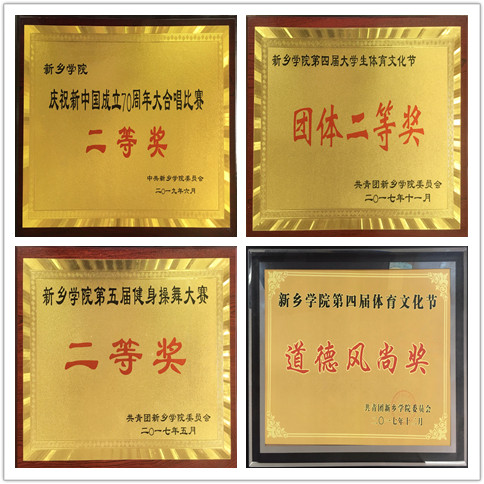 新乡学院
庆祝新中国成立70周年大合唱比赛
二等奖
中共新乡学院委员会
二〇一九年六月
新乡学院第四届大学生体育文化节
团体二等奖
共青团新乡学院委员会
二〇一七年十一月
新乡学院第五届健身操舞大赛
二等奖
共青团新乡学院委员会
二〇一七年五月
新乡学院第四届体育文化节
道德风尚奖
共青团新乡学院委员会